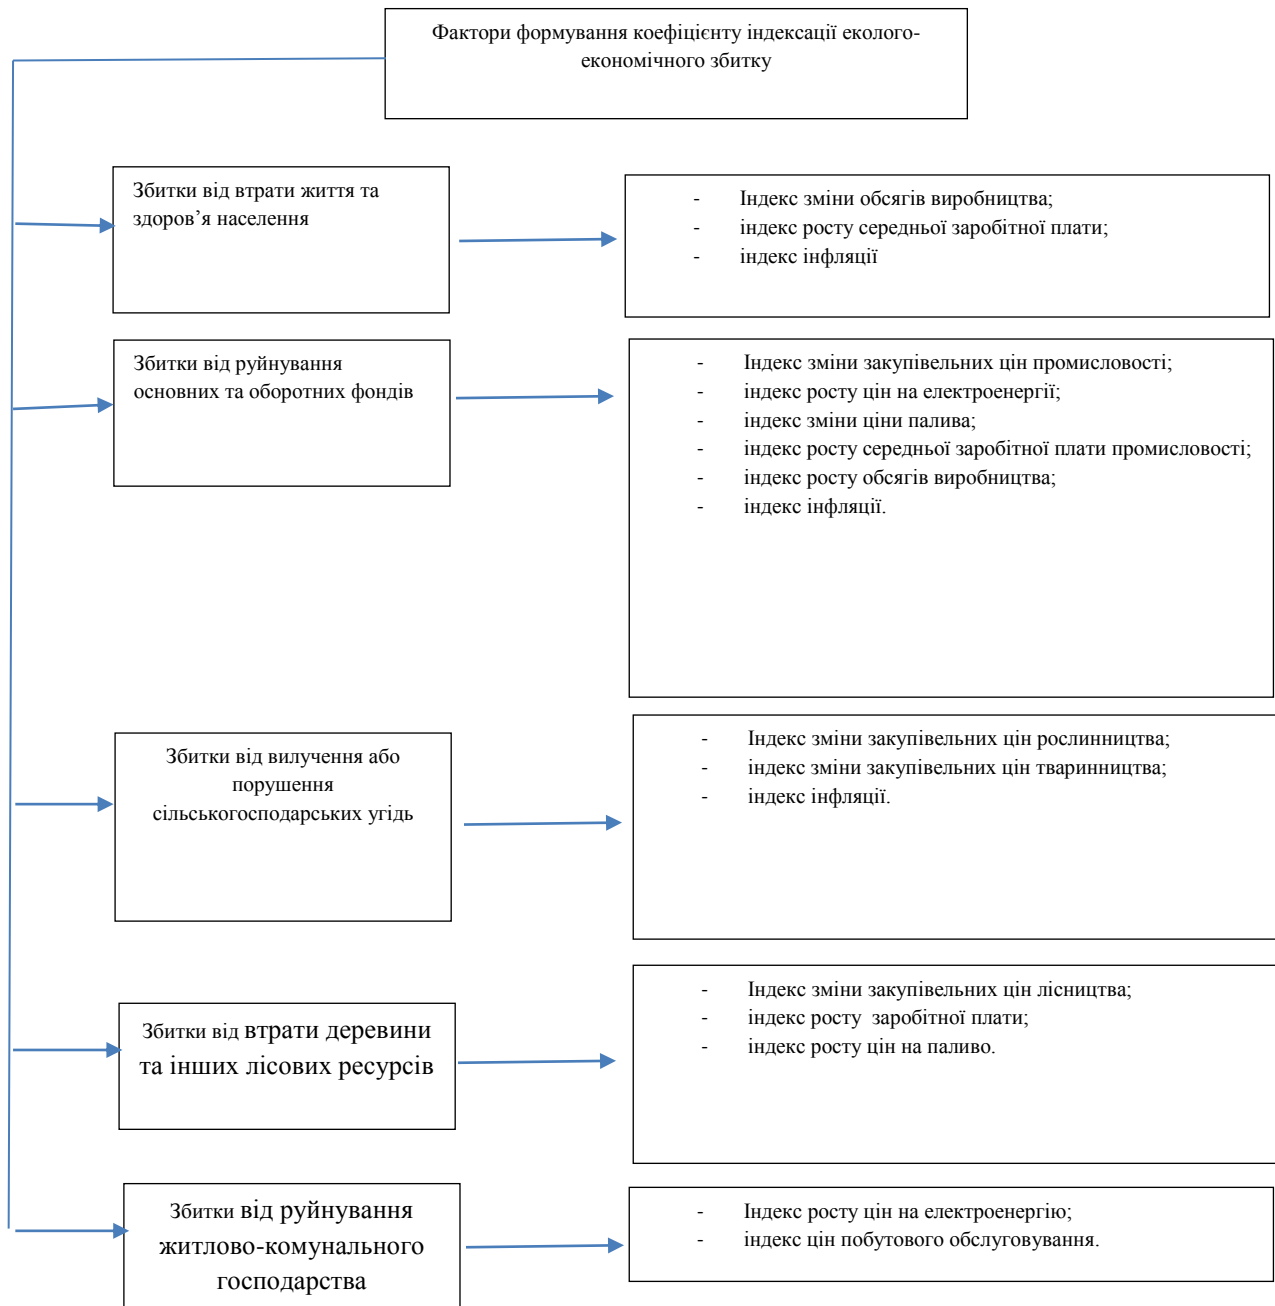 Фактори формування коефіцієнту індексації еколого-
економічного збитку
Збитки від втрати життя та
здоров’я населення
- Індекс зміни обсягів виробництва;
- індекс росту середньої заробітної плати;
- індекс інфляції
Збитки від руйнування
основних та оборотних фондів
- Індекс зміни закупівельних цін промисловості;
- індекс росту цін на електроенергії;
- індекс зміни ціни палива;
- індекс росту середньої заробітної плати промисловості;
- індекс росту обсягів виробництва;
- індекс інфляції.
Збитки від вилучення або
порушення
сільськогосподарських угідь
- Індекс зміни закупівельних цін рослинництва;
- індекс зміни закупівельних цін тваринництва;
- індекс інфляції.
Збитки від втрати деревини
та інших лісових ресурсів
- Індекс зміни закупівельних цін лісництва;
- індекс росту заробітної плати;
- індекс росту цін на паливо.
Збитки від руйнування
житлово-комунального
господарства
- Індекс росту цін на електроенергію;
- індекс цін побутового обслуговування.